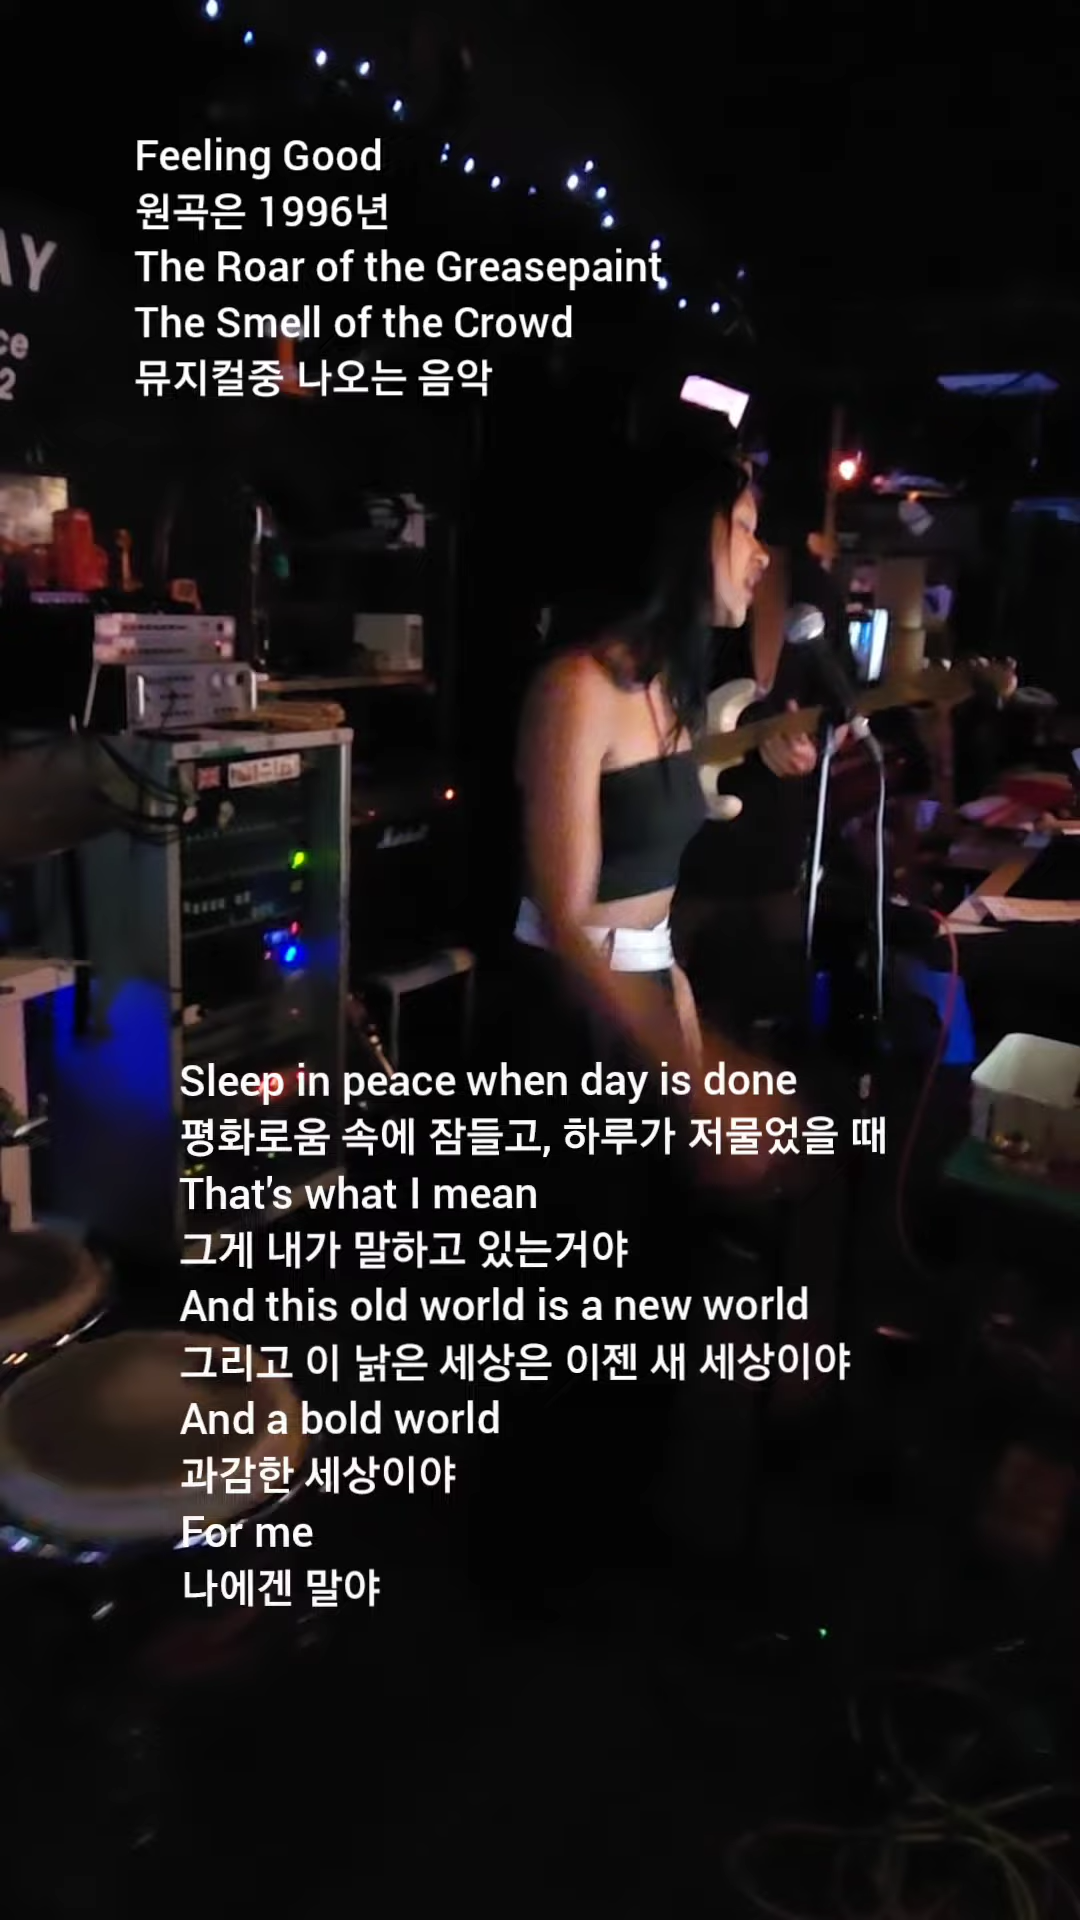 Feeling Good
원곡은 1996년
The Roar of the Greasepaint
The Smell of the Crowd
뮤지컬중 나오는 음악
AY
ce
2
Marshall
Sleep in peace when day is done
평화로움 속에 잠들고, 하루가 저물었을 때
That's what I mean
그게 내가 말하고 있는거야
And this old world is a new world
그리고 이 낡은 세상은 이젠 새 세상이야
And a bold world
과감한 세상이야
For me
나에겐 말야